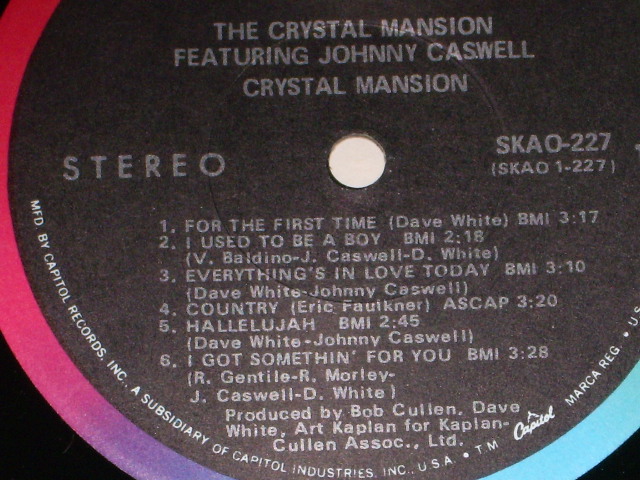 THE CRYSTAL MANSION
FEATURING JOHNNY CASWELL
CRYSTAL MANSION
STEREO
SKAO-227
(SKAO 1-227)
1. FOR THE FIRST TIME (Dave White) BMI 3:17
2. I USED TO BE A BOY BMI 2:18
(V. Baldino-J. Caswell-D. White)
3. EVERYTHING'S IN LOVE TODAY BMI 3:10
(Dave White-Johnny Caswell)
4. COUNTRY (Eric Faulkner) ASCAP 3:20
5. HALLELUJAH BMI 2:45
(Dave White-Johnny Caswell)
6. I GOT SOMETHIN' FOR YOU BMI 3:28
(R. Gentile-R. Morley-
J. Caswell-D. White)
Produced by Bob Cullen, Dave
White, Art Kaplan for Kaplan-
Cullen Assoc., Ltd.
MFD. BY CAPITOL RECORDS, INC. A SUBSIDIARY OF CAPITOL INDUSTRIES, INC., U.S.A. • T.M. Capitol MARCA REG. • U.S.